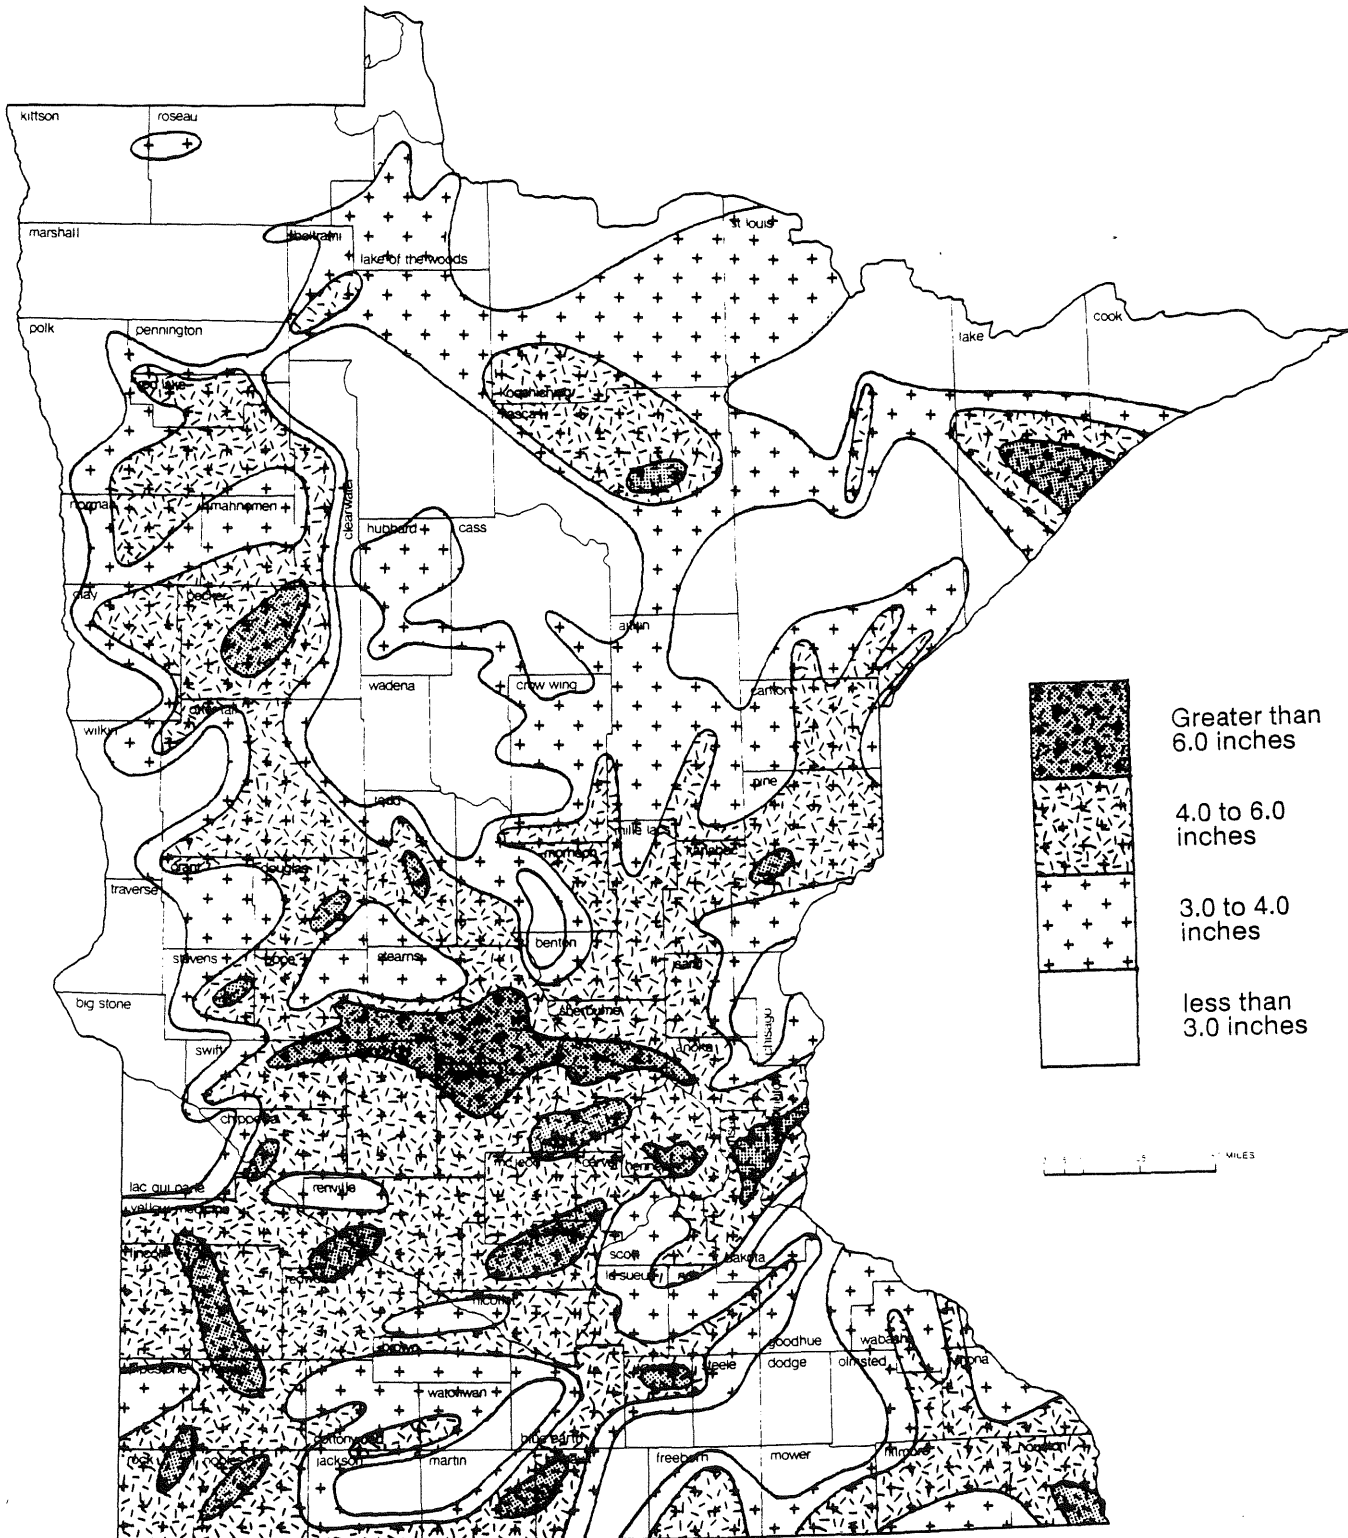 kittson
roseau
marshall
beltrami
st louis
lake of the woods
polk
pennington
lake
cook
red lake
koochiching
itasca
norman
mahnomen
clearwater
hubbard
cass
clay
becker
aitkin
wadena
crow wing
carlton
otter tail
wilkin
pine
todd
mille lacs
morrison
kanabec
grant
douglas
traverse
benton
stevens
pope
stearns
isanti
big stone
sherburne
chisago
swift
anoka
chippewa
mc leod
carver
henne
lac qui parle
renville
yellow medicine
lincoln
scott
dakota
le sueur
rice
redwo
nicollet
brown
goodhue
wabasha
pipestone
steele
dodge
olmsted
winona
watonwan
cottonwood
blue earth
rock
nobles
jackson
martin
freeborn
mower
fillmore
houston
Greater than
6.0 inches
4.0 to 6.0
inches
3.0 to 4.0
inches
less than
3.0 inches
MILES